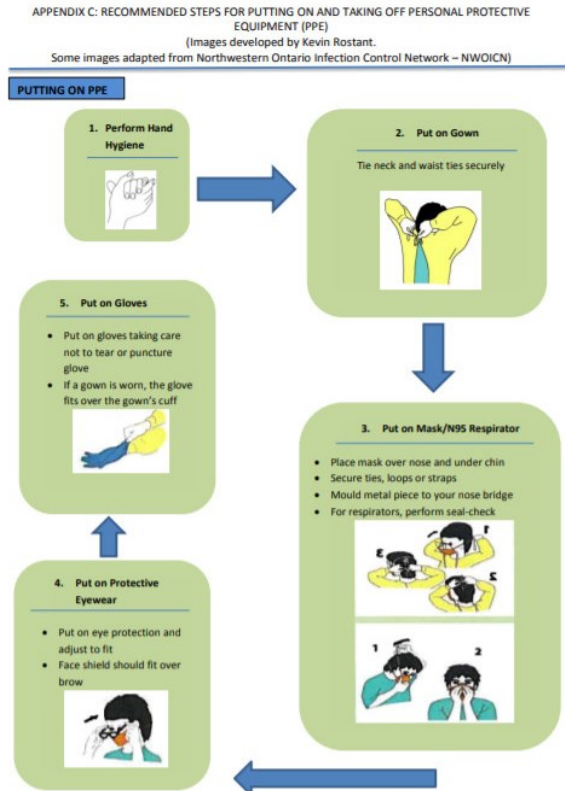 APPENDIX C: RECOMMENDED STEPS FOR PUTTING ON AND TAKING OFF PERSONAL PROTECTIVE
EQUIPMENT (PPE)
(Images developed by Kevin Rostant.
Some images adapted from Northwestern Ontario Infection Control Network – NWOICN)
PUTTING ON PPE
1. Perform Hand
Hygiene
2. Put on Gown
Tie neck and waist ties securely
3. Put on Mask/N95 Respirator
• Place mask over nose and under chin
• Secure ties, loops or straps
• Mould metal piece to your nose bridge
• For respirators, perform seal-check
1
3
2
1 2
4. Put on Protective
Eyewear
• Put on eye protection and
adjust to fit
• Face shield should fit over
brow
5. Put on Gloves
• Put on gloves taking care
not to tear or puncture
glove
• If a gown is worn, the glove
fits over the gown's cuff